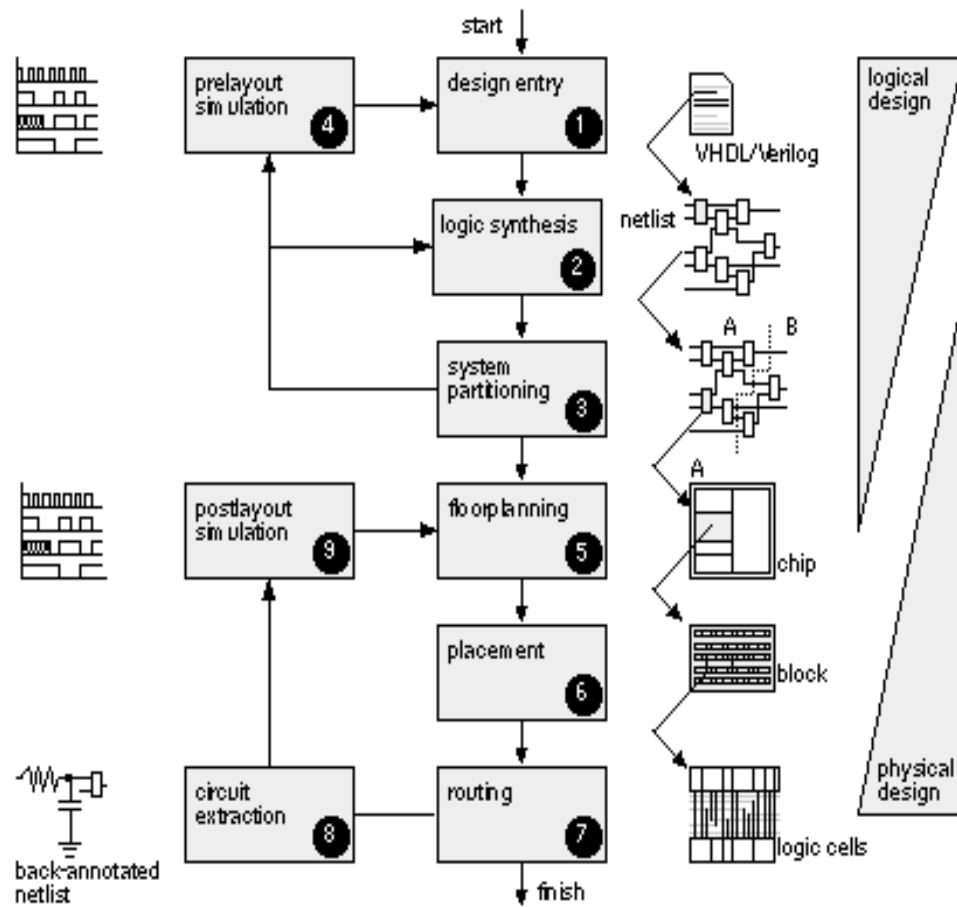 start
prelayout
simulation
4
design entry
1
logical
design
VHDL/Verilog
logic synthesis
2
netlist
A
B
system
partitioning
3
A
postlayout
simulation
9
floorplanning
5
chip
placement
6
block
circuit
extraction
8
routing
7
physical
design
logic cells
back-annotated
netlist
finish